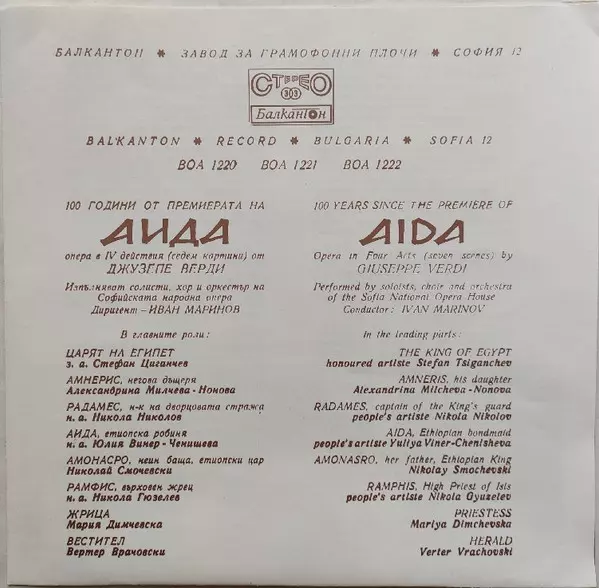 БАЛКАНТОН * ЗАВОД ЗА ГРАМОФОННИ ПЛОЧИ * СОФИЯ 12
СТЕРЕО
303
Балкантон
BALKANTON * RECORD * BULGARIA * SOFIA 12
BOA 1220 BOA 1221 BOA 1222
100 ГОДИНИ ОТ ПРЕМИЕРАТА НА
АИДА
опера в IV действия (седем картини) от
ДЖУЗЕПЕ ВЕРДИ
Изпълняват солисти, хор и оркестър на
Софийската народна опера
Диригент – ИВАН МАРИНОВ
В главните роли:
ЦАРЯТ НА ЕГИПЕТ
з. а. Стефан Циганчев
АМНЕРИС, негова дъщеря
Александрина Милчева - Нонова
РАДАМЕС, н-к на дворцовата стража
н. а. Никола Николов
АИДА, етиопска робиня
н. а. Юлия Винер - Ченишева
АМОНАСРО, неин баща, етиопски цар
Николай Смочевски
РАМФИС, върховен жрец
н. а. Никола Гюзелев
ЖРИЦА
Мария Димчевска
ВЕСТИТЕЛ
Вертер Врачовски
100 YEARS SINCE THE PREMIERE OF
AIDA
Opera in Four Arts (seven scenes) by
GIUSEPPE VERDI
Performed by soloists, choir and orchestra
of the Sofia National Opera House
Conductor: IVAN MARINOV
In the leading parts:
THE KING OF EGYPT
honoured artiste Stefan Tsiganchev
AMNERIS, his daughter
Alexandrina Milcheva - Nonova
RADAMES, captain of the King's guard
people's artiste Nikola Nikolov
AIDA, Ethiopian bondmaid
people's artiste Yuliya Viner-Chenisheva
AMONASRO, her father, Ethiopian King
Nikolay Smochevski
RAMPHIS, High Priest of Isis
people's artiste Nikola Gyuzelev
PRIESTESS
Mariya Dimchevska
HERALD
Verter Vrachovski